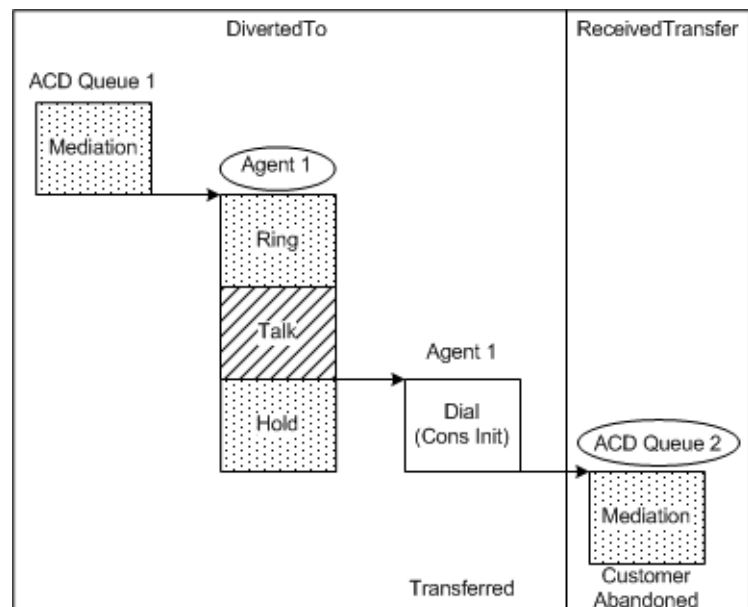 DivertedTo
ReceivedTransfer
ACD Queue 1
Mediation
Agent 1
Ring
Talk
Agent 1
Hold
Dial
(Cons Init)
ACD Queue 2
Mediation
Transferred
Customer
Abandoned